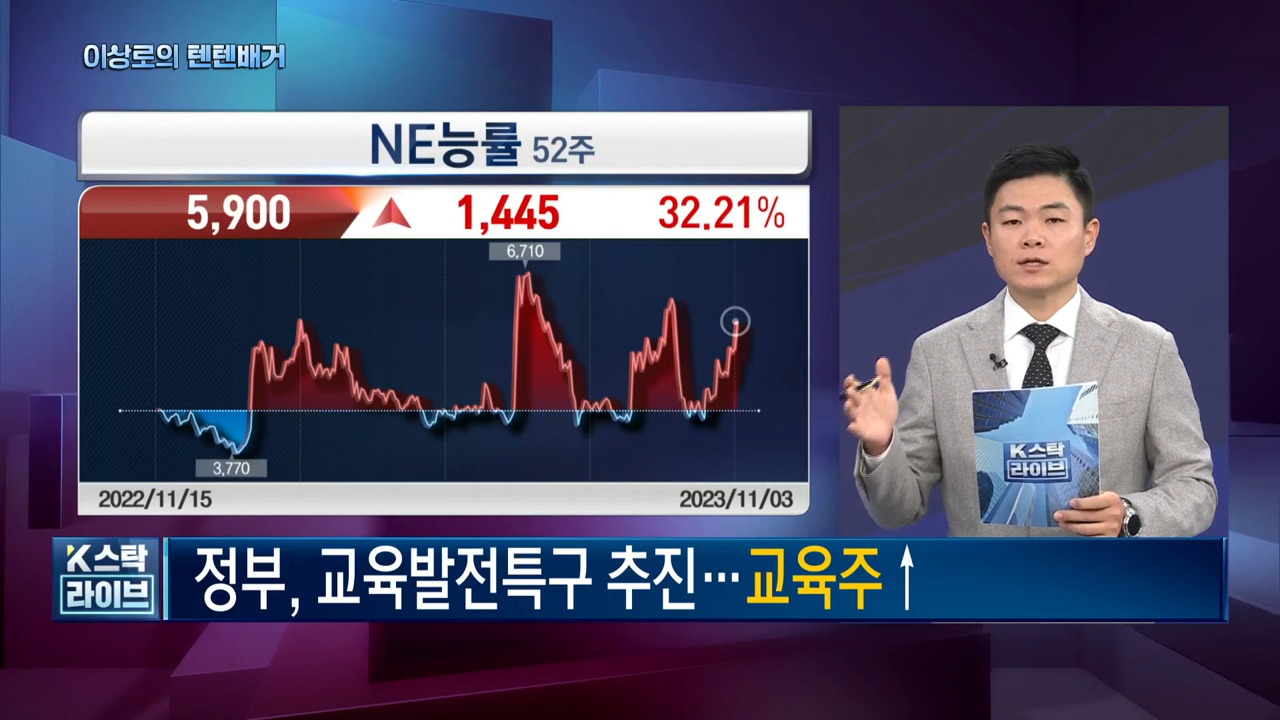 이상로의 텐텐배거
NE능률 52주
5,900 ▲ 1,445 32.21%
6,710
3,770
2022/11/15 2023/11/03
K스탁
라이브
K스탁
라이브
정부, 교육발전특구 추진…교육주↑